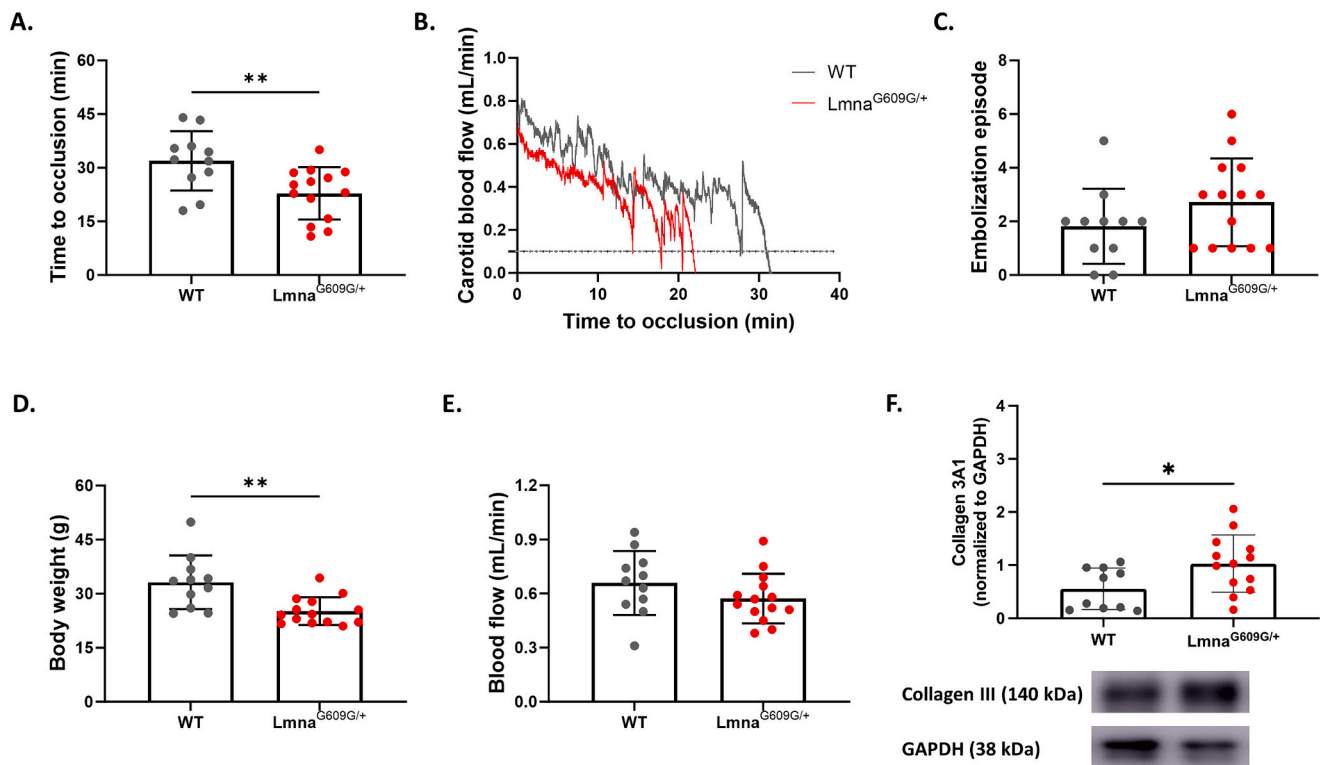 A.
Time to occlusion (min)
60
45
30
15
0
**
WT
Lmna^G609G/+
B.
Carotid blood flow (mL/min)
1.0
0.8
0.6
0.4
0.2
0.0
0
10
20
30
40
Time to occlusion (min)
WT
Lmna^G609G/+
C.
Embolization episode
8
6
4
2
0
WT
Lmna^G609G/+
D.
Body weight (g)
60
45
30
15
0
**
WT
Lmna^G609G/+
E.
Blood flow (mL/min)
1.2
0.9
0.6
0.3
0.0
WT
Lmna^G609G/+
F.
Collagen 3A1
(normalized to GAPDH)
4
3
2
1
0
*
WT
Lmna^G609G/+
Collagen III (140 kDa)
GAPDH (38 kDa)